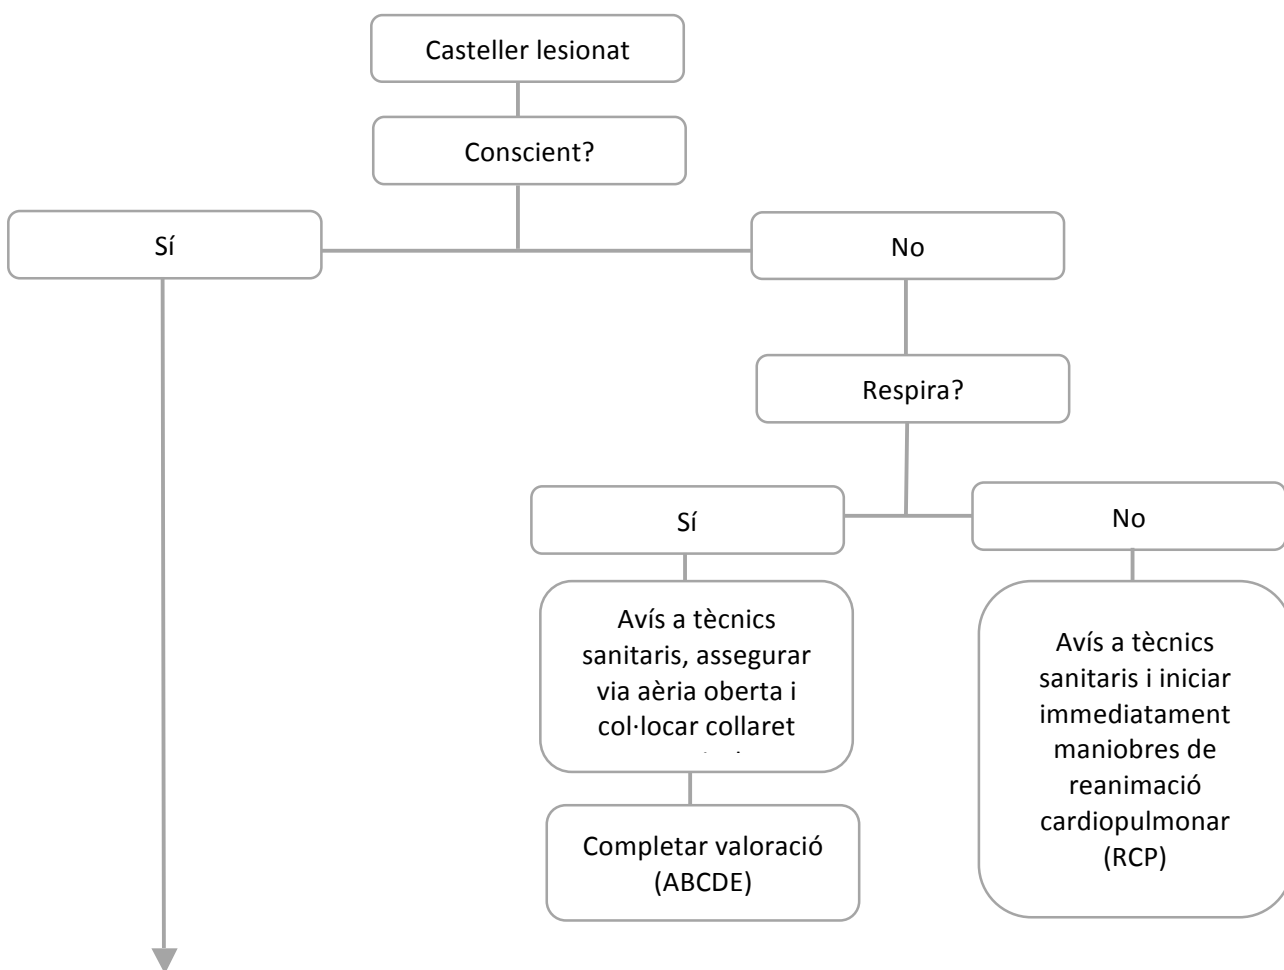 Casteller lesionat
Conscient?
Sí
No
Respira?
Sí
No
Avís a tècnics
sanitaris, assegurar
via aèria oberta i
col·locar collaret
Avís a tècnics
sanitaris i iniciar
immediatament
maniobres de
reanimació
cardiopulmonar
(RCP)
Completar valoració
(ABCDE)